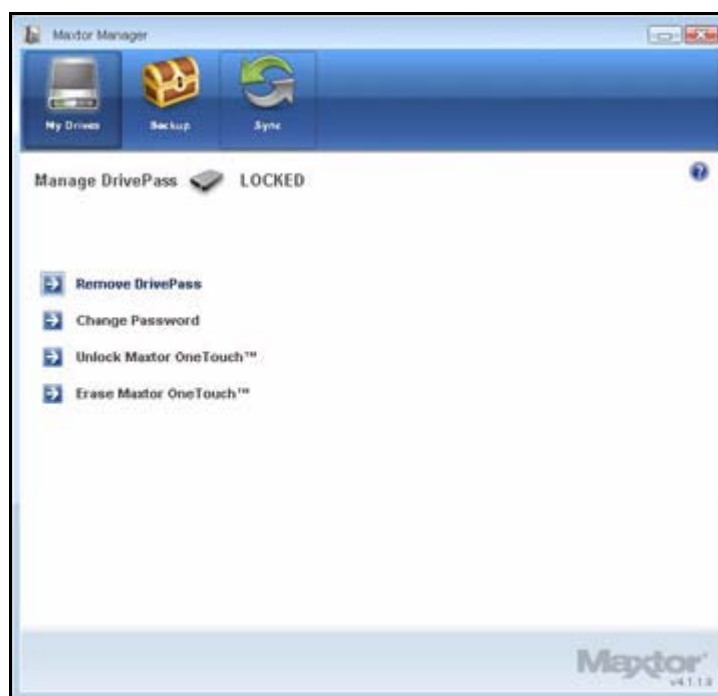 Maxtor Manager
My Drives Backup Sync
Manage DrivePass LOCKED
Remove DrivePass
Change Password
Unlock Maxtor OneTouch™
Erase Maxtor OneTouch™
Maxtor